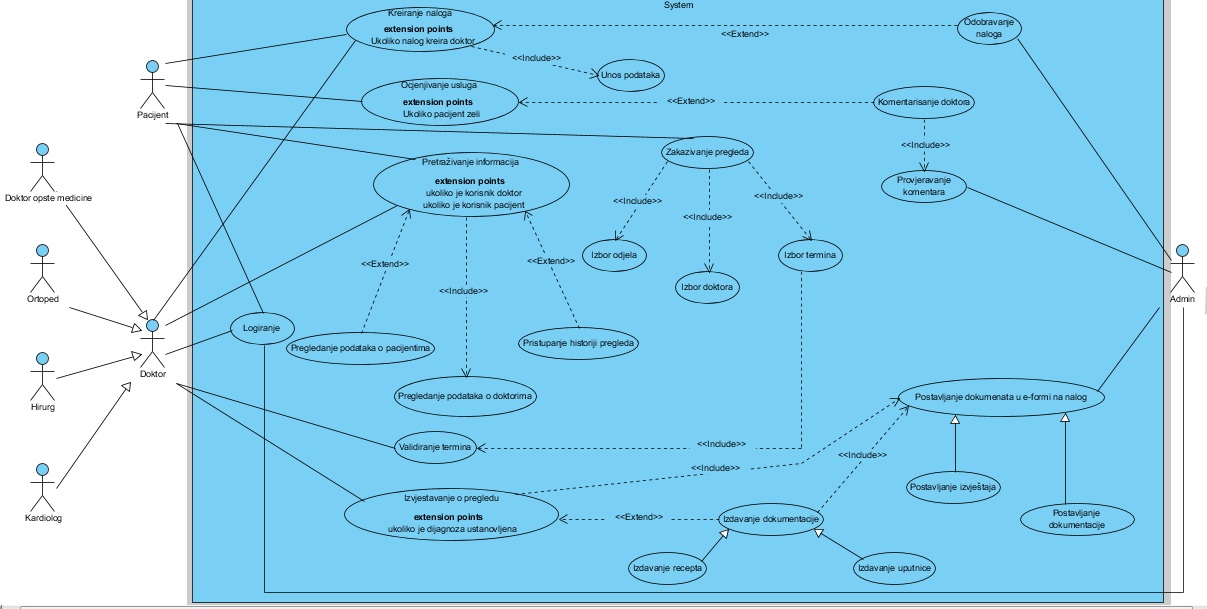 System
Kreiranje naloga
extension points
Ukoliko nalog kreira doktor
<<Extend>>
Odobravanje
naloga
<<Include>>
Unos podataka
Pacijent
Ocjenjivanje usluga
extension points
Ukoliko pacijent zeli
<<Extend>>
Komentarisanje doktora
<<Include>>
Provjeravanje
komentara
Doktor opste medicine
Pretraživanje informacija
extension points
ukoliko je korisnik doktor
ukoliko je korisnik pacijent
Zakazivanje pregleda
<<Include>>
<<Include>>
<<Include>>
Izbor odjela
Izbor doktora
Izbor termina
Ortoped
Admin
<<Extend>>
<<Include>>
<<Extend>>
Logiranje
Pregledanje podataka o pacijentima
Pristupanje historiji pregleda
Doktor
Hirurg
Pregledanje podataka o doktorima
Postavljanje dokumenata u e-formi na nalog
Validiranje termina
<<Include>>
<<Include>>
<<Include>>
Kardiolog
Izvjestavanje o pregledu
extension points
ukoliko je dijagnoza ustanovljena
<<Extend>>
Izdavanje dokumentacije
Postavljanje izvještaja
Postavljanje
dokumentacije
Izdavanje recepta
Izdavanje uputnice